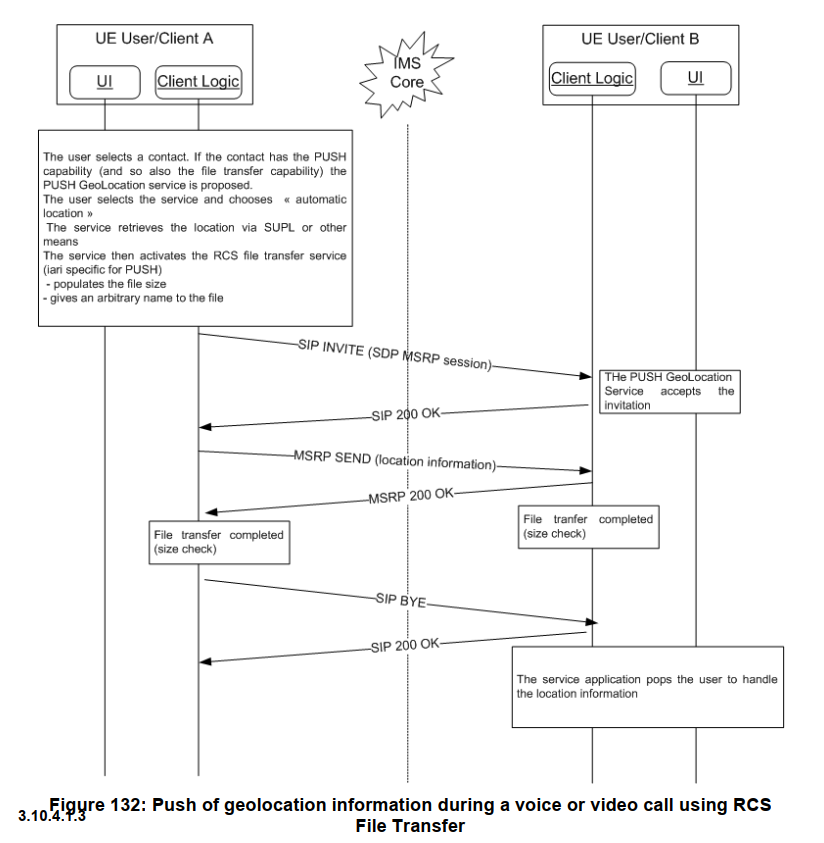 UE User/Client A
UI
Client Logic
IMS
Core
UE User/Client B
Client Logic
UI
The user selects a contact. If the contact has the PUSH
capability (and so also the file transfer capability) the
PUSH GeoLocation service is proposed.
The user selects the service and chooses « automatic
location »
The service retrieves the location via SUPL or other
means
The service then activates the RCS file transfer service
(iari specific for PUSH)
- populates the file size
- gives an arbitrary name to the file
SIP INVITE (SDP MSRP session)
THe PUSH GeoLocation
Service accepts the
invitation
SIP 200 OK
MSRP SEND (location information)
MSRP 200 OK
File transfer completed
(size check)
File tranfer completed
(size check)
SIP BYE
SIP 200 OK
The service application pops the user to handle
the location information
Figure 132: Push of geolocation information during a voice or video call using RCS
File Transfer
3.10.4.1.3